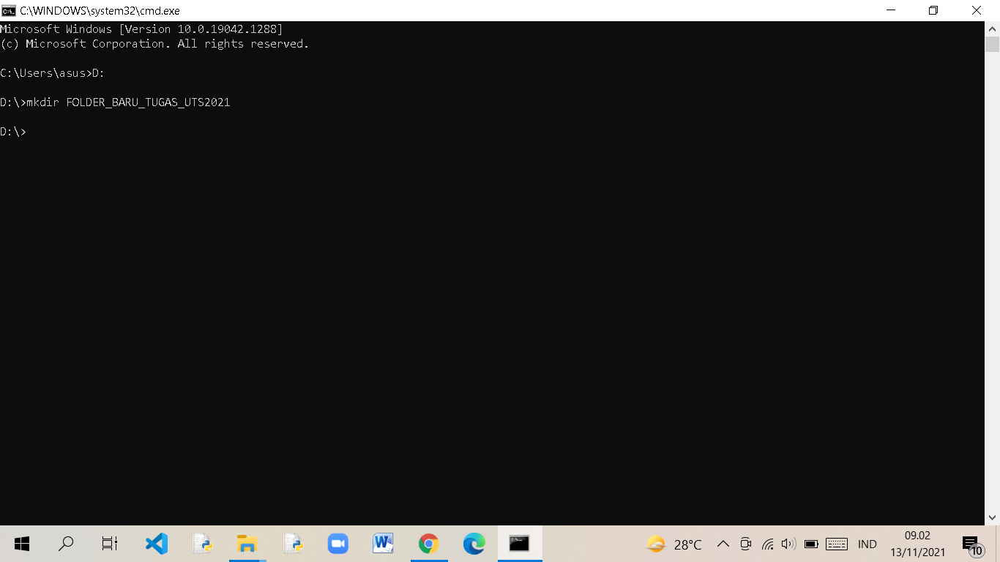 C:\WINDOWS\system32\cmd.exe
Microsoft Windows [Version 10.0.19042.1288]
(c) Microsoft Corporation. All rights reserved.
C:\Users\asus>D:
D:\>mkdir FOLDER_BARU_TUGAS_UTS2021
D:\>
28°C
IND
09.02
13/11/2021
10